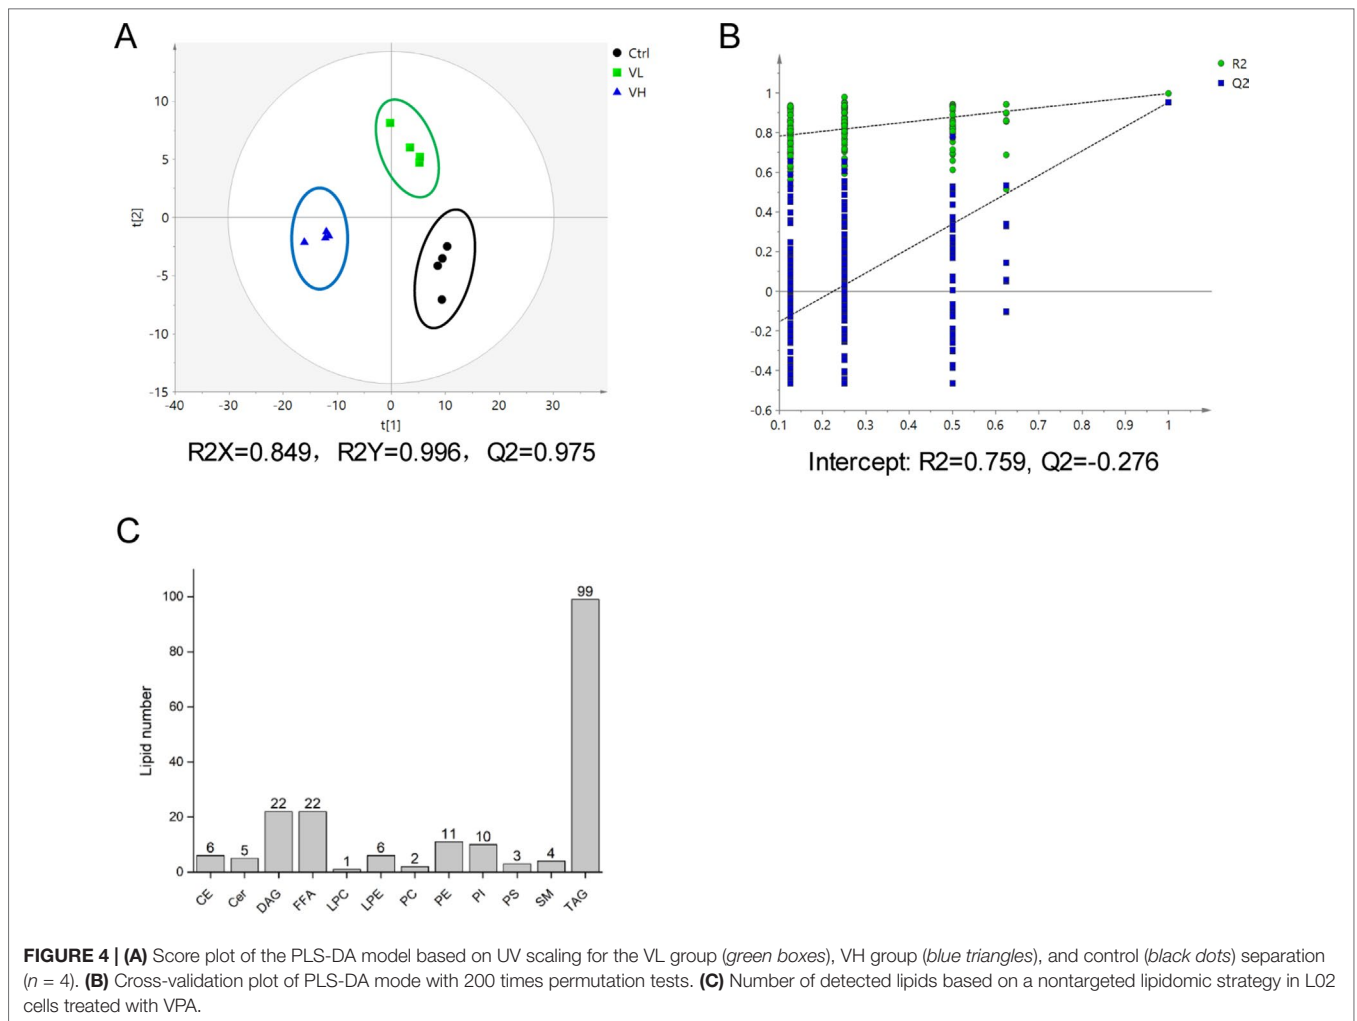 A
Ctrl
VL
VH
10
5
0
-5
-10
-15
t[2]
-40 -30 -20 -10 0 10 20 30
t[1]
R2X=0.849, R2Y=0.996, Q2=0.975
B
R2
Q2
1
0.8
0.6
0.4
0.2
0
-0.2
-0.4
-0.6
0.1 0.2 0.3 0.4 0.5 0.6 0.7 0.8 0.9 1
Intercept: R2=0.759, Q2=-0.276
C
Lipid number
100
80
60
40
20
0
6 5 22 22 1 6 2 11 10 3 4 99
CE Cer DAG FFA LPC LPE PC PE PI PS SM TAG
FIGURE 4 | (A) Score plot of the PLS-DA model based on UV scaling for the VL group (green boxes), VH group (blue triangles), and control (black dots) separation
(n = 4). (B) Cross-validation plot of PLS-DA mode with 200 times permutation tests. (C) Number of detected lipids based on a nontargeted lipidomic strategy in L02
cells treated with VPA.